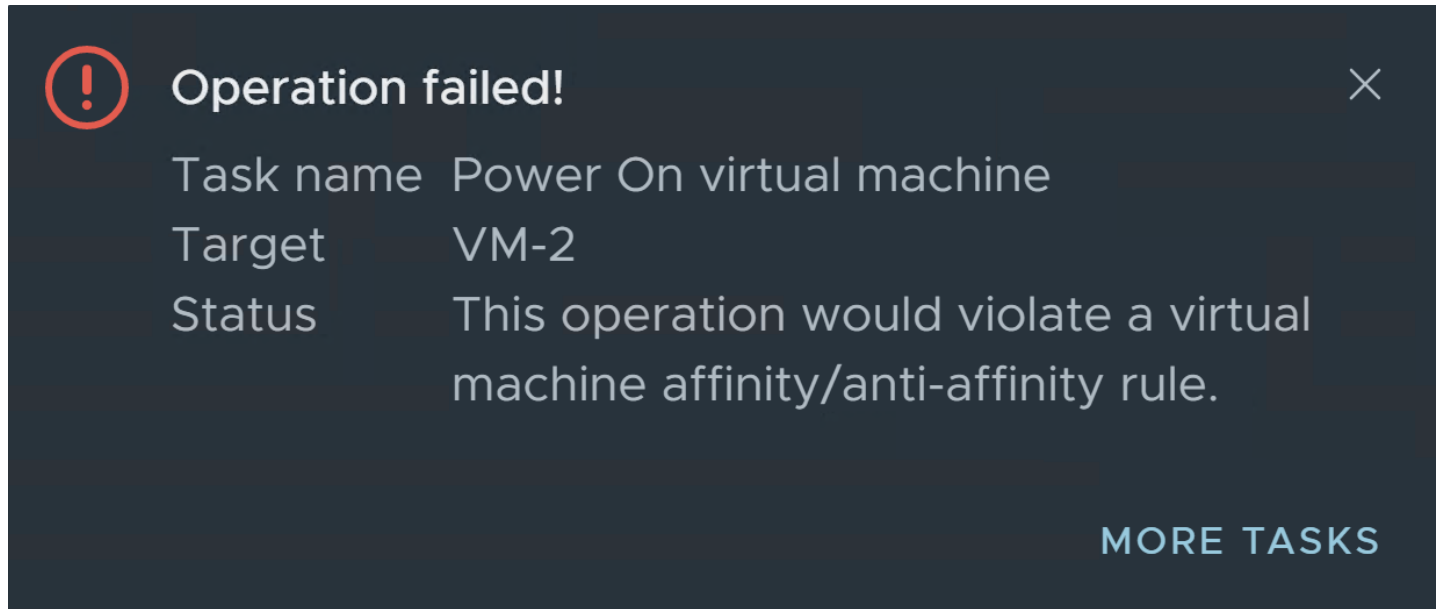 Operation failed!
Task name Power On virtual machine
Target VM-2
Status This operation would violate a virtual
machine affinity/anti-affinity rule.
MORE TASKS